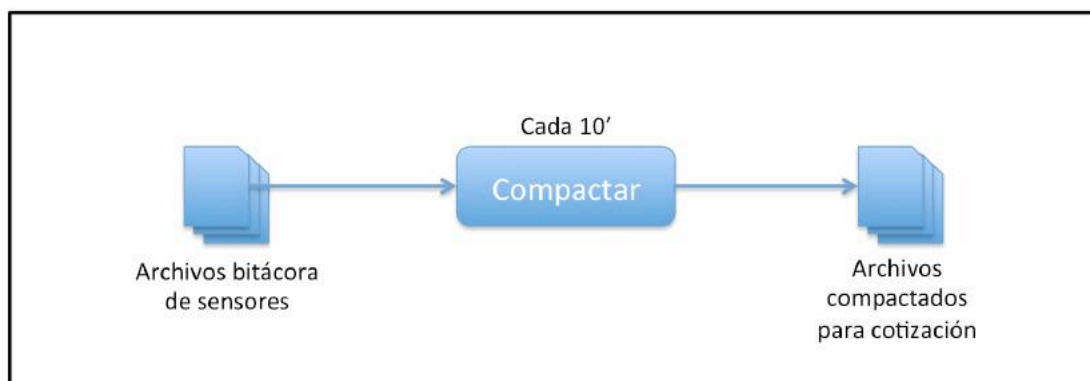 Cada 10′
Compactar
Archivos bitácora
de sensores
Archivos
compactados
para cotización